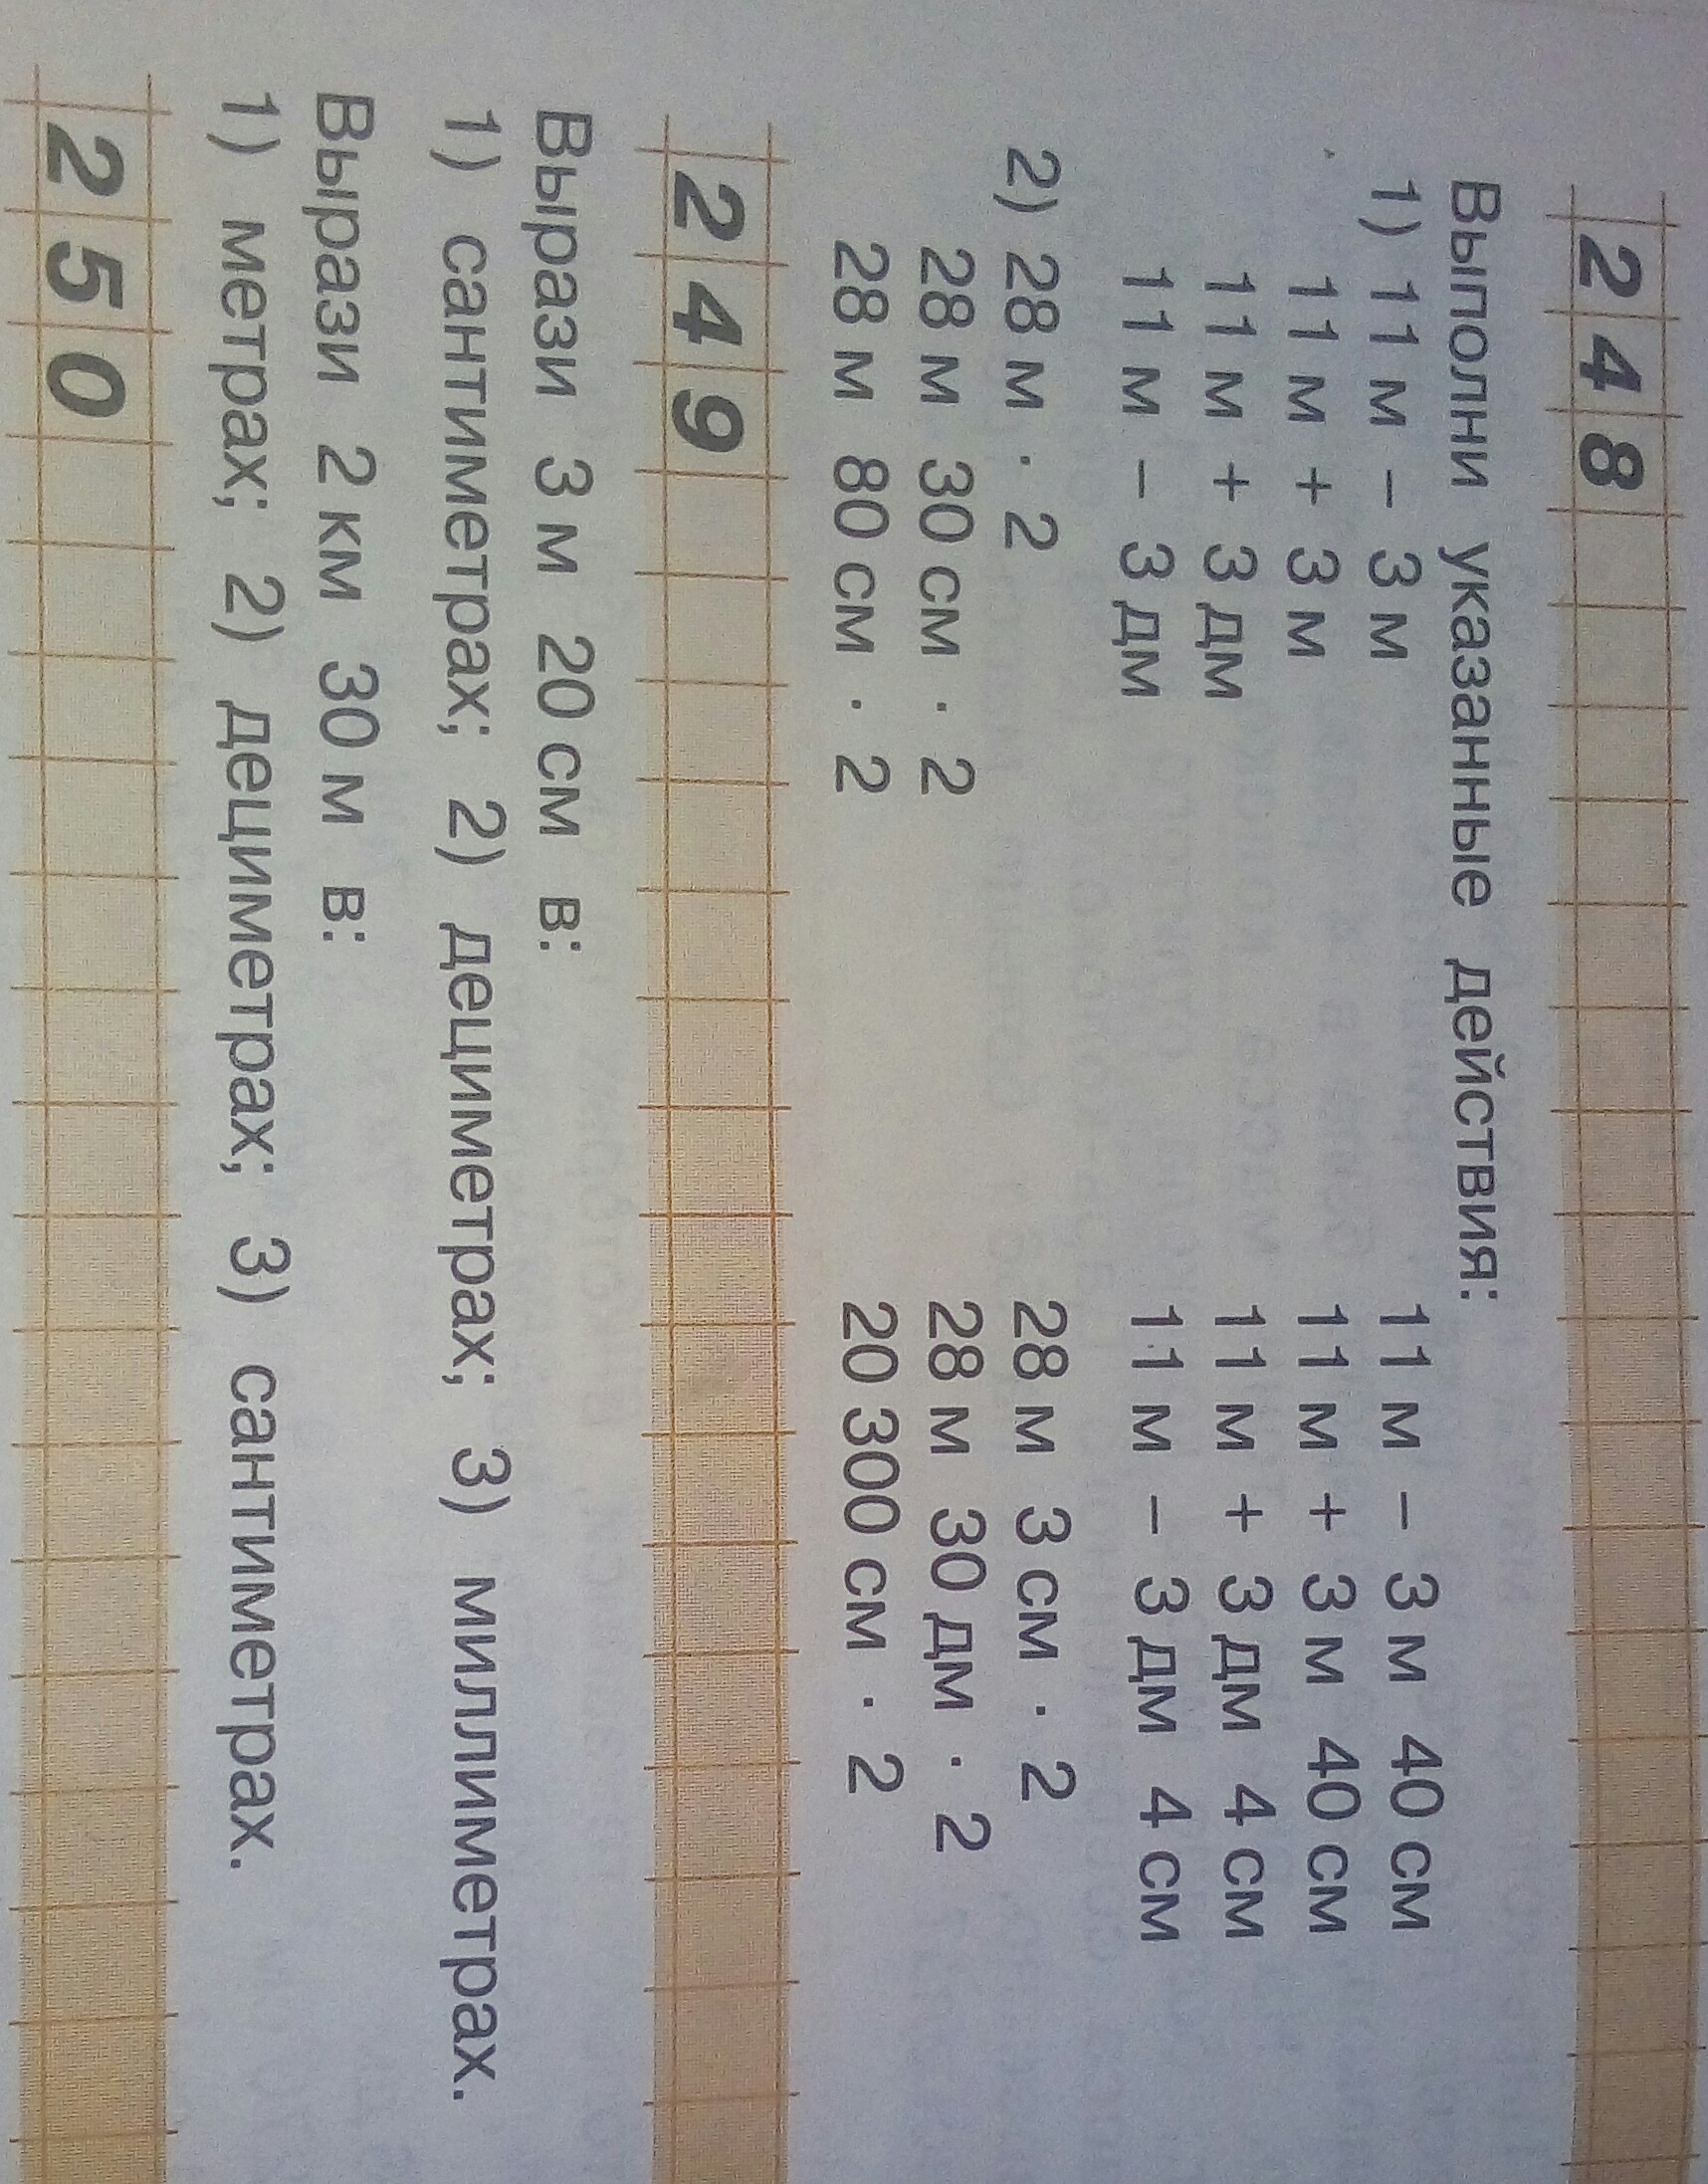 248
Выполни указанные действия:
1) 11 м – 3 м 11 м – 3 м 40 см
11 м + 3 м 11 м + 3 м 40 см
11 м + 3 дм 11 м + 3 дм 4 см
11 м – 3 дм 11 м – 3 дм 4 см
2) 28 м · 2 28 м 3 см · 2
28 м 30 см · 2 28 м 30 дм · 2
28 м 80 см · 2 20 300 см · 2
249
Вырази 3 м 20 см в:
1) сантиметрах; 2) дециметрах; 3) миллиметрах.
Вырази 2 км 30 м в:
1) метрах; 2) дециметрах; 3) сантиметрах.
250